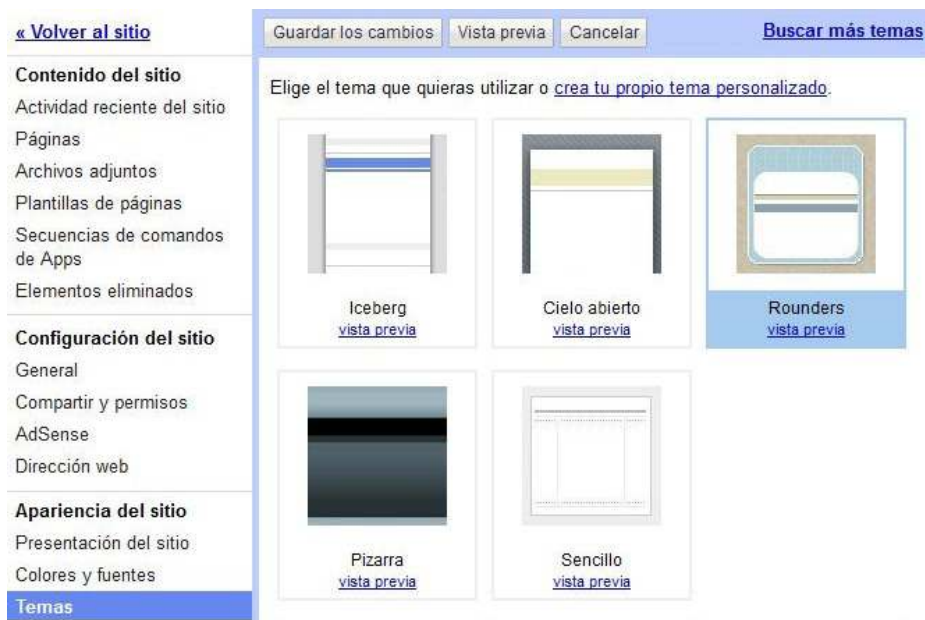 « Volver al sitio
Contenido del sitio
Actividad reciente del sitio
Páginas
Archivos adjuntos
Plantillas de páginas
Secuencias de comandos
de Apps
Elementos eliminados
Configuración del sitio
General
Compartir y permisos
AdSense
Dirección web
Apariencia del sitio
Presentación del sitio
Colores y fuentes
Temas
Guardar los cambios Vista previa Cancelar Buscar más temas
Elige el tema que quieras utilizar o crea tu propio tema personalizado.
Iceberg
vista previa
Cielo abierto
vista previa
Rounders
vista previa
Pizarra
vista previa
Sencillo
vista previa